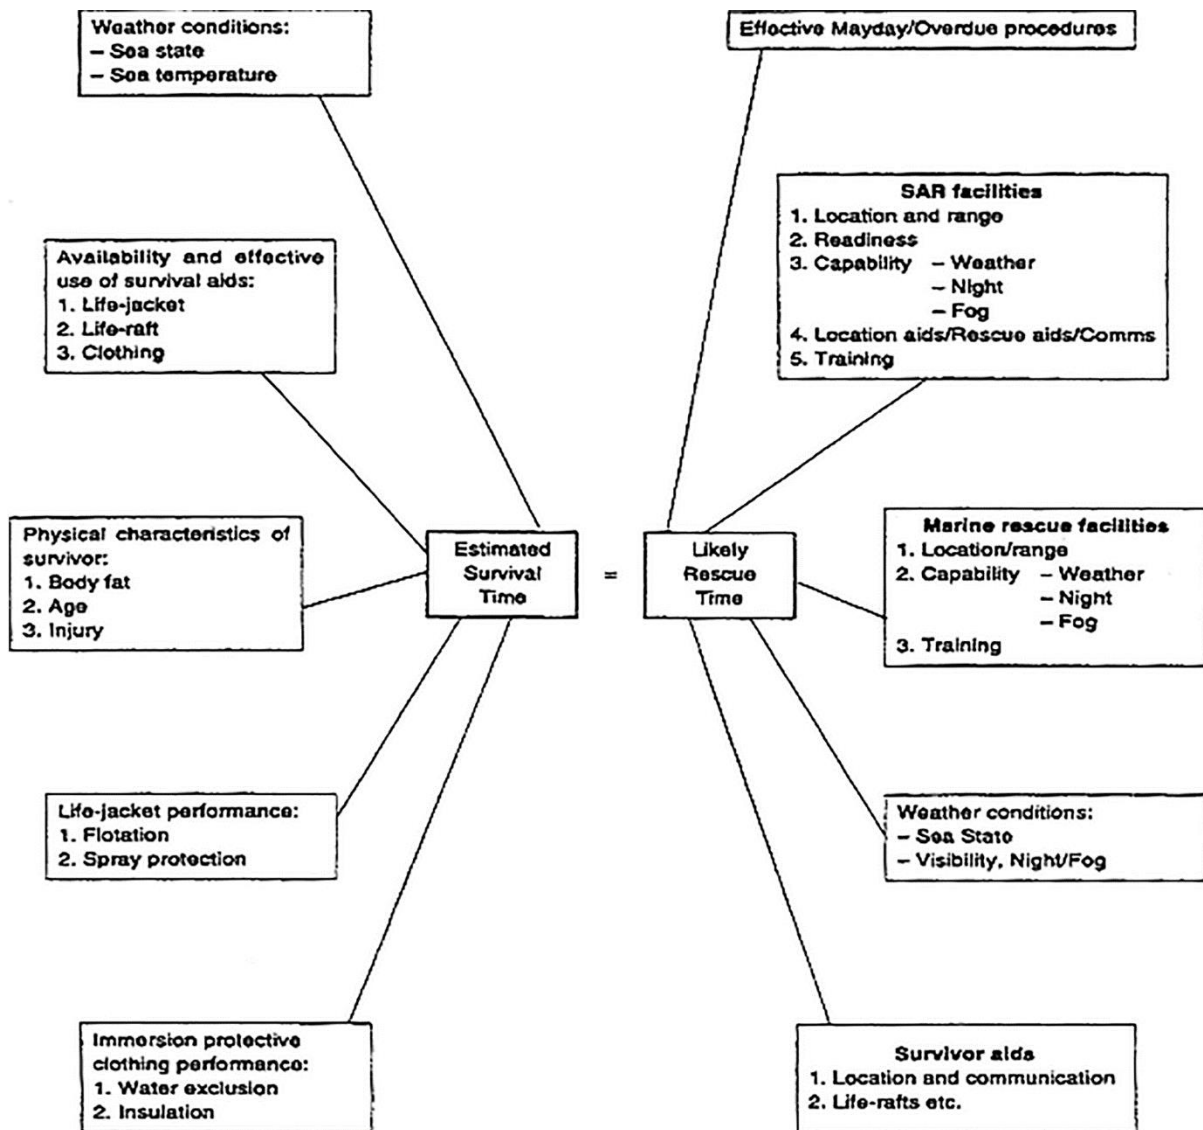 Weather conditions:
– Sea state
– Sea temperature
Availability and effective
use of survival aids:
1. Life-jacket
2. Life-raft
3. Clothing
Physical characteristics of
survivor:
1. Body fat
2. Age
3. Injury
Life-jacket performance:
1. Flotation
2. Spray protection
Immersion protective
clothing performance:
1. Water exclusion
2. Insulation
Estimated
Survival
Time
=
Likely
Rescue
Time
Effective Mayday/Overdue procedures
SAR facilities
1. Location and range
2. Readiness
3. Capability – Weather
– Night
– Fog
4. Location aids/Rescue aids/Comms
5. Training
Marine rescue facilities
1. Location/range
2. Capability – Weather
– Night
– Fog
3. Training
Weather conditions:
– Sea State
– Visibility, Night/Fog
Survivor aids
1. Location and communication
2. Life-rafts etc.